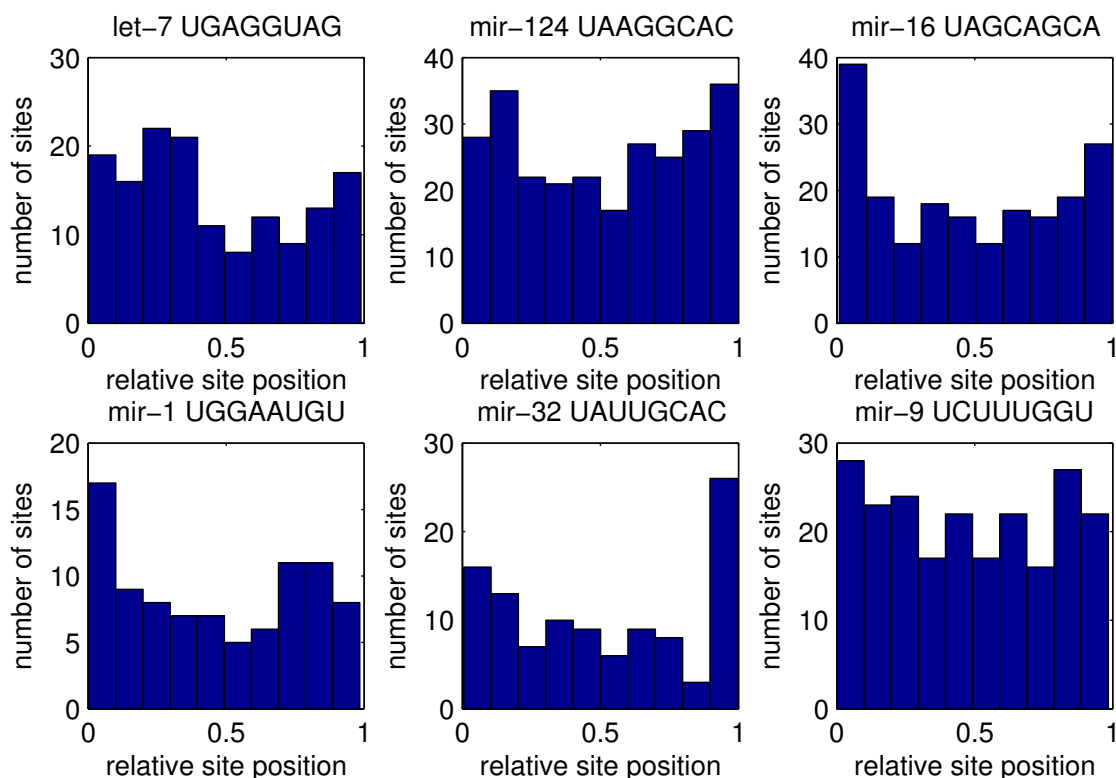 let−7 UGAGGUAG
30
20
10
0
number of sites
0 0.5 1
relative site position
mir−124 UAAGGCAC
40
30
20
10
0
number of sites
0 0.5 1
relative site position
mir−16 UAGCAGCA
40
30
20
10
0
number of sites
0 0.5 1
relative site position
mir−1 UGGAAUGU
20
15
10
5
0
number of sites
0 0.5 1
relative site position
mir−32 UAUUGCAC
30
20
10
0
number of sites
0 0.5 1
relative site position
mir−9 UCUUUGGU
30
20
10
0
number of sites
0 0.5 1
relative site position